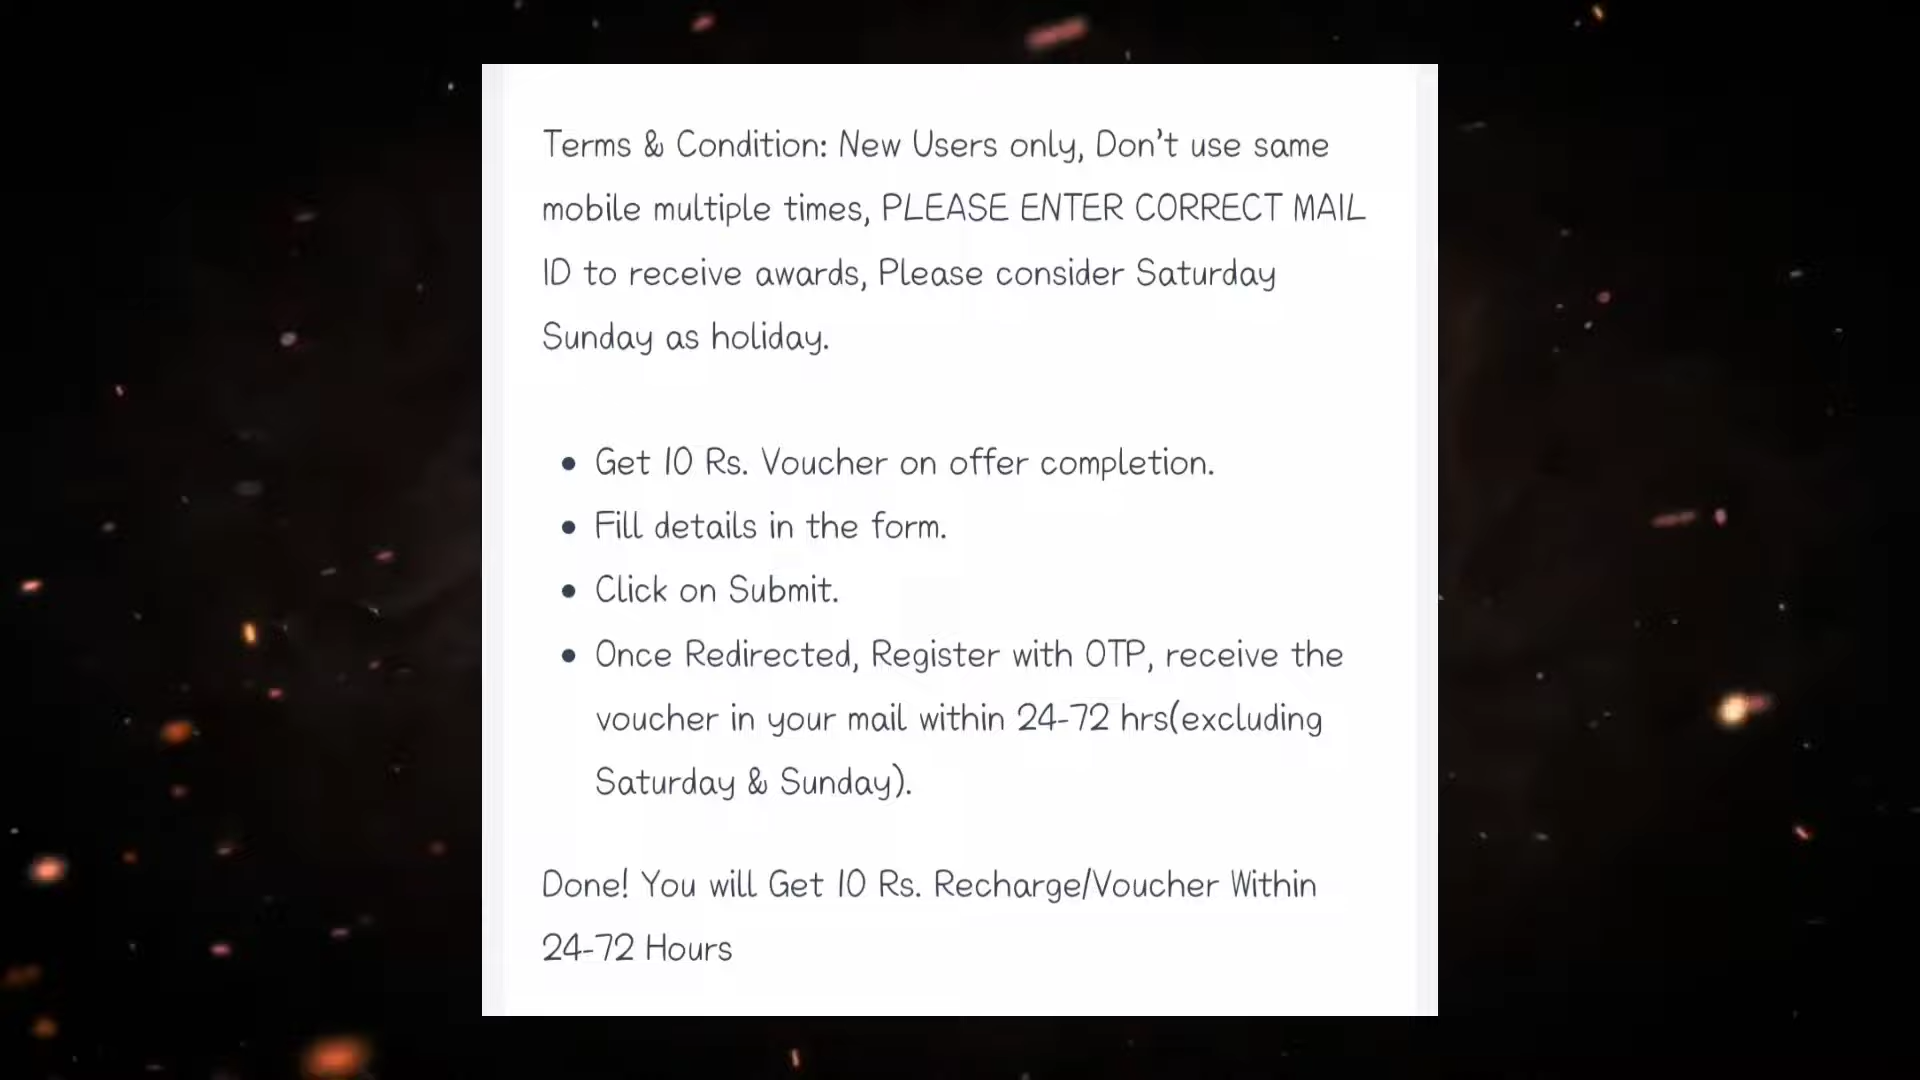 Terms & Condition: New Users only, Don't use same
mobile multiple times, PLEASE ENTER CORRECT MAIL
ID to receive awards, Please consider Saturday
Sunday as holiday.
• Get 10 Rs. Voucher on offer completion.
• Fill details in the form.
• Click on Submit.
• Once Redirected, Register with OTP, receive the
voucher in your mail within 24-72 hrs(excluding
Saturday & Sunday).
Done! You will Get 10 Rs. Recharge/Voucher Within
24-72 Hours